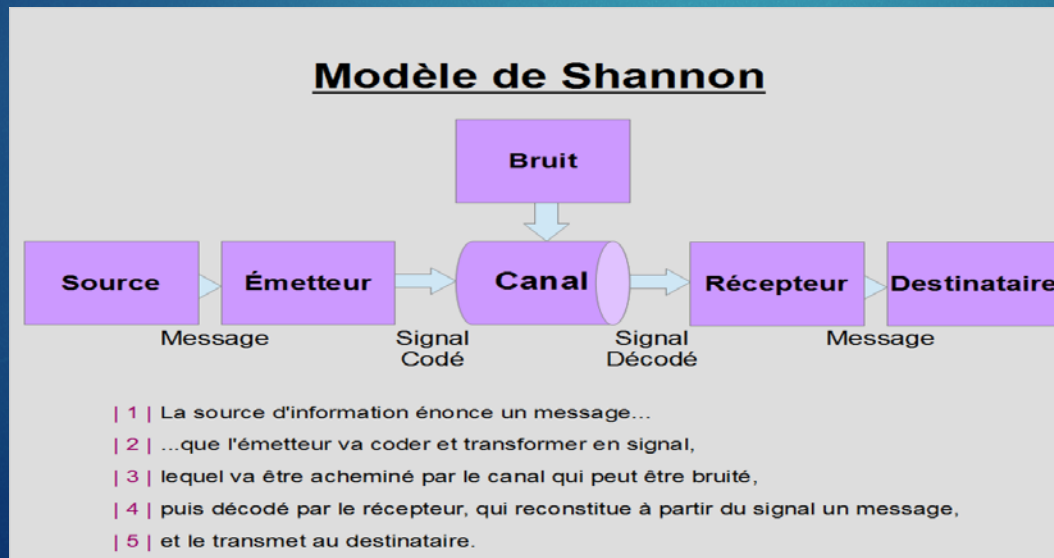 Modèle de Shannon
Bruit
Source
Émetteur
Canal
Récepteur
Destinataire
Message
Signal
Codé
Signal
Décodé
Message
| 1 | La source d'information énonce un message...
| 2 | ...que l'émetteur va coder et transformer en signal,
| 3 | lequel va être acheminé par le canal qui peut être bruité,
| 4 | puis décodé par le récepteur, qui reconstitue à partir du signal un message,
| 5 | et le transmet au destinataire.